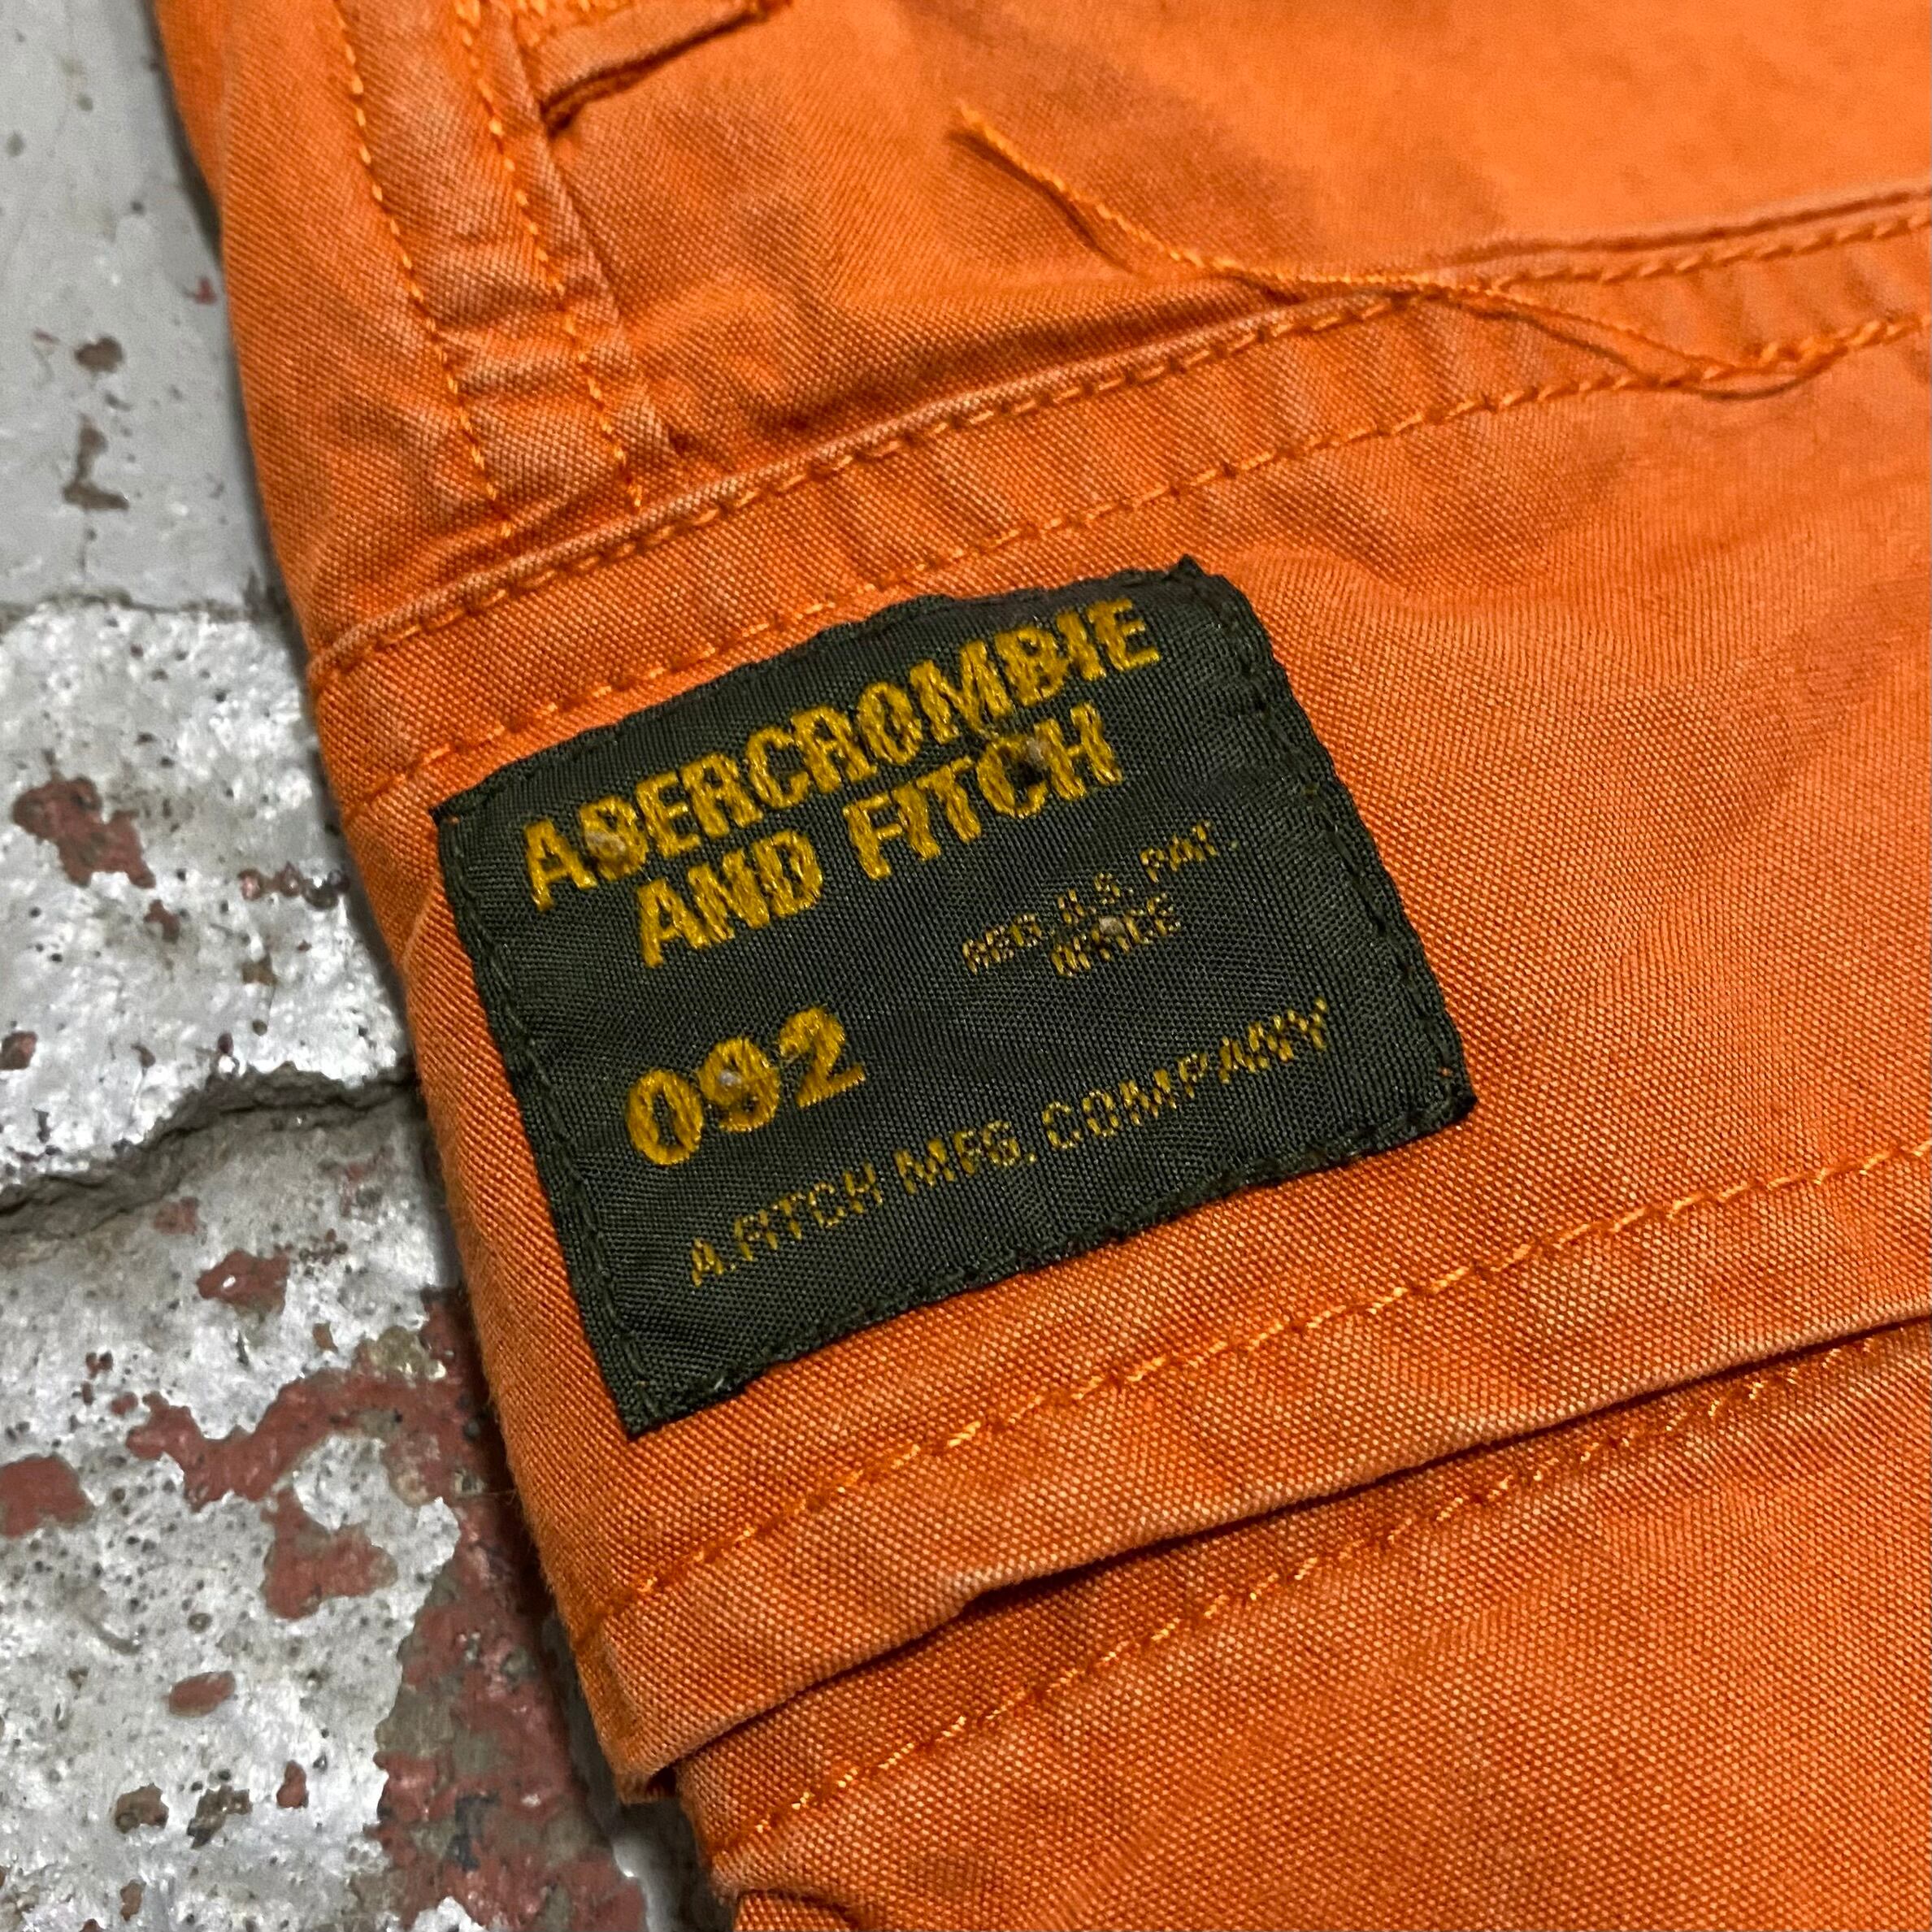 ABERCROMBIE
AND FITCH
REG. U.S. PAT.
OFFICE
092
A. FITCH MFG. COMPANY